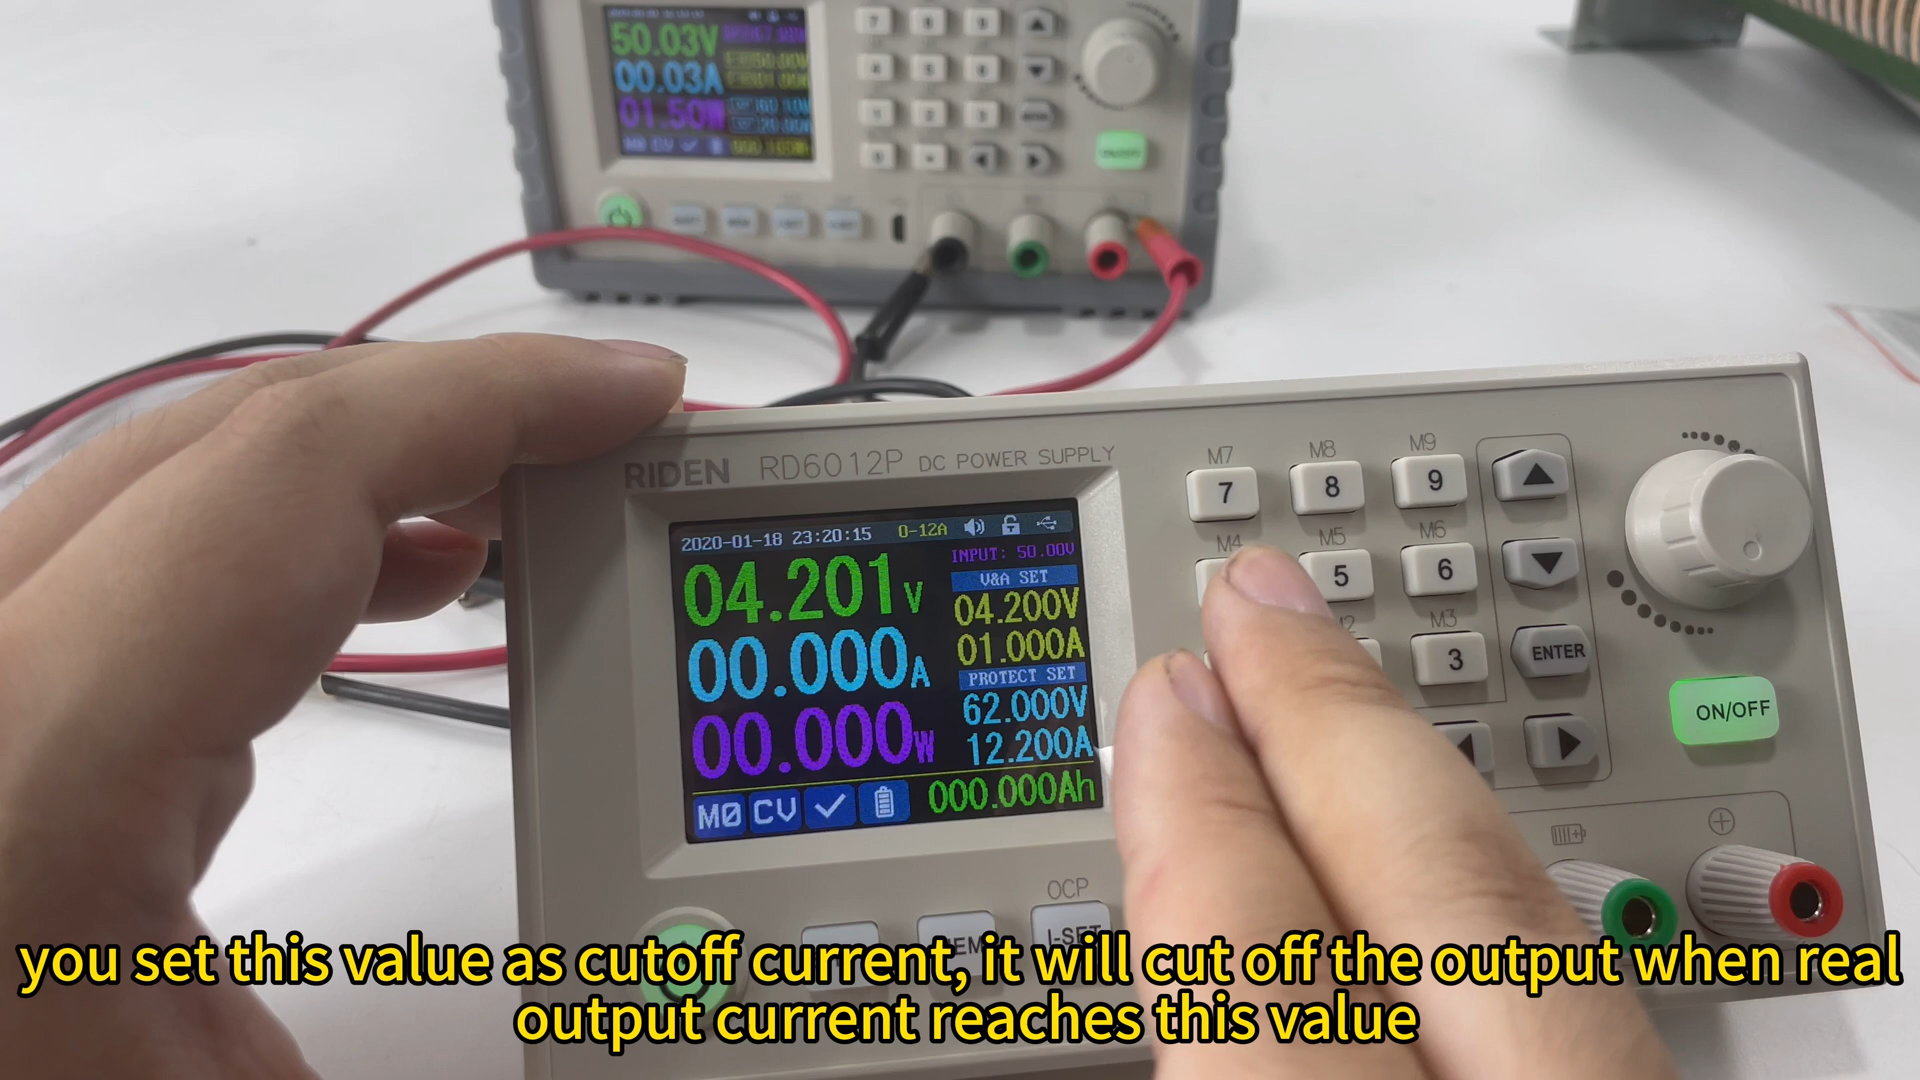 50.03V
00.03A
01.50W
M0 CV
RIDEN RD6012P DC POWER SUPPLY
2020-01-18 23:20:15 0-12A
INPUT: 50.00V
04.201V
V&A SET
04.200V
00.000A
01.000A
PROTECT SET
62.000V
00.000W
12.200A
M0 CV
000.000Ah
M7 M8 M9
7 8 9
M4 M5 M6
5 6
M3
3
ENTER
ON/OFF
OCP
I-SET
you set this value as cutoff current, it will cut off the output when real
output current reaches this value